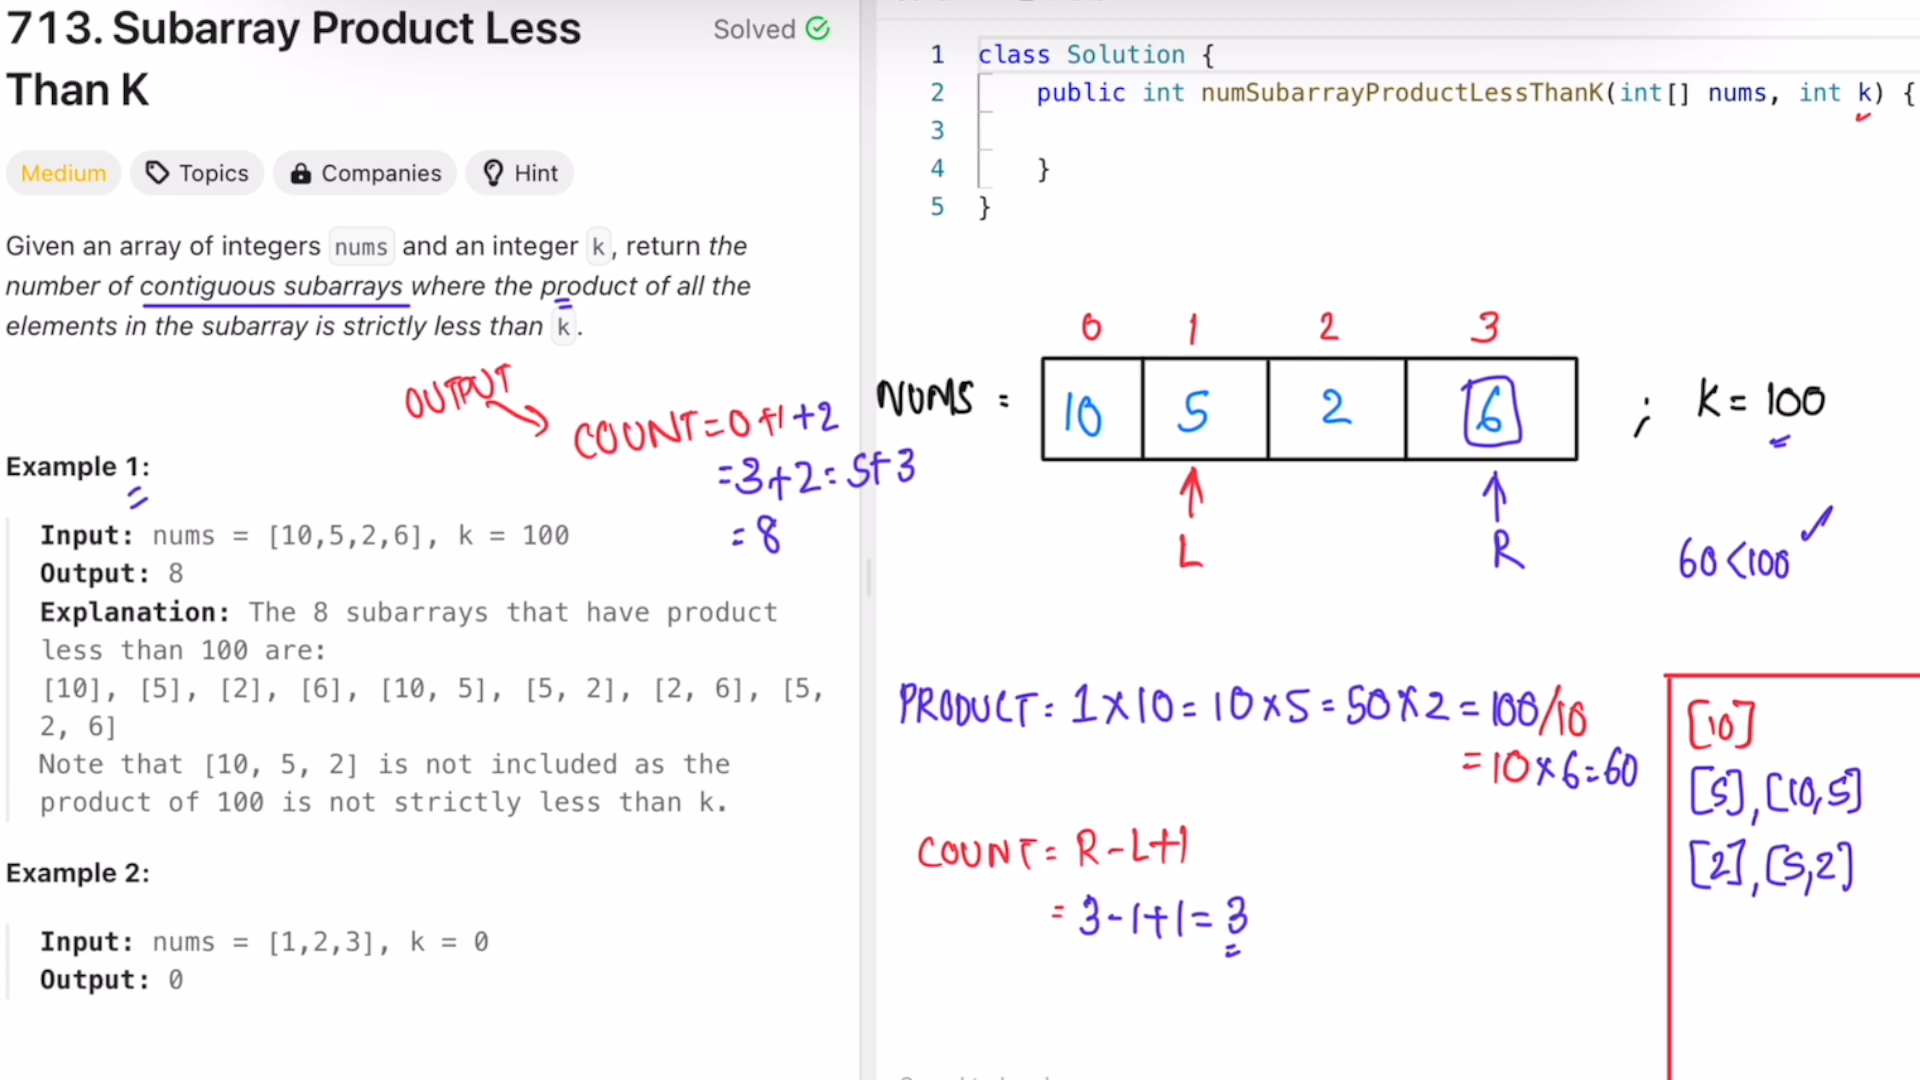 713. Subarray Product Less
Than K
Solved
Medium
Topics
Companies
Hint
Given an array of integers nums and an integer k, return the
number of contiguous subarrays where the product of all the
elements in the subarray is strictly less than k.
OUTPUT
COUNT = 0+1+2
= 3+2 = 5+3
= 8
Example 1:
Input: nums = [10,5,2,6], k = 100
Output: 8
Explanation: The 8 subarrays that have product
less than 100 are:
[10], [5], [2], [6], [10, 5], [5, 2], [2, 6], [5,
2, 6]
Note that [10, 5, 2] is not included as the
product of 100 is not strictly less than k.
Example 2:
Input: nums = [1,2,3], k = 0
Output: 0
1 class Solution {
2 public int numSubarrayProductLessThanK(int[] nums, int k) {
3
4 }
5 }
0 1 2 3
NUMS = 10 5 2 6 ; K = 100
L R
60<100
PRODUCT = 1×10 = 10×5 = 50×2 = 100/10
= 10×6=60
COUNT = R-L+1
= 3-1+1 = 3
[10]
[5],[10,5]
[2],[5,2]